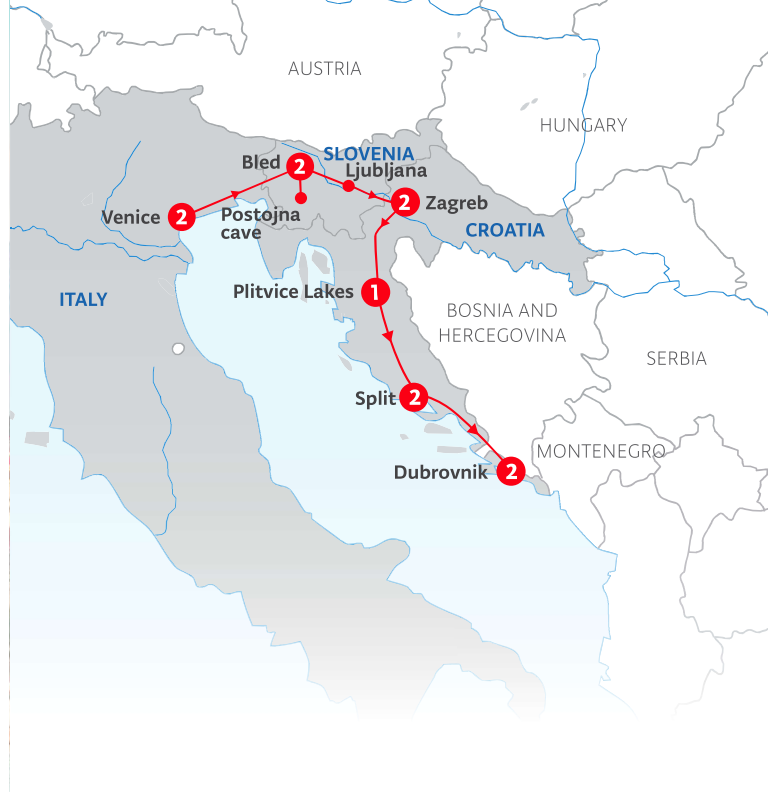 AUSTRIA
HUNGARY
SLOVENIA
Bled 2
Ljubljana
Venice 2
Postojna
cave
2 Zagreb
CROATIA
ITALY
Plitvice Lakes 1
BOSNIA AND
HERCEGOVINA
SERBIA
Split 2
MONTENEGRO
Dubrovnik 2